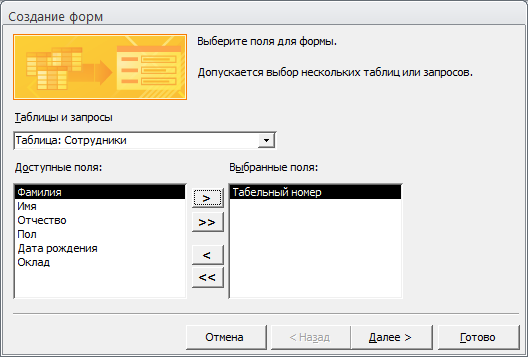 Создание форм
Выберите поля для формы.
Допускается выбор нескольких таблиц или запросов.
Таблицы и запросы
Таблица: Сотрудники
Доступные поля:
Выбранные поля:
Фамилия
Имя
Отчество
Пол
Дата рождения
Оклад
>
>>
<
<<
Табельный номер
Отмена
< Назад
Далее >
Готово